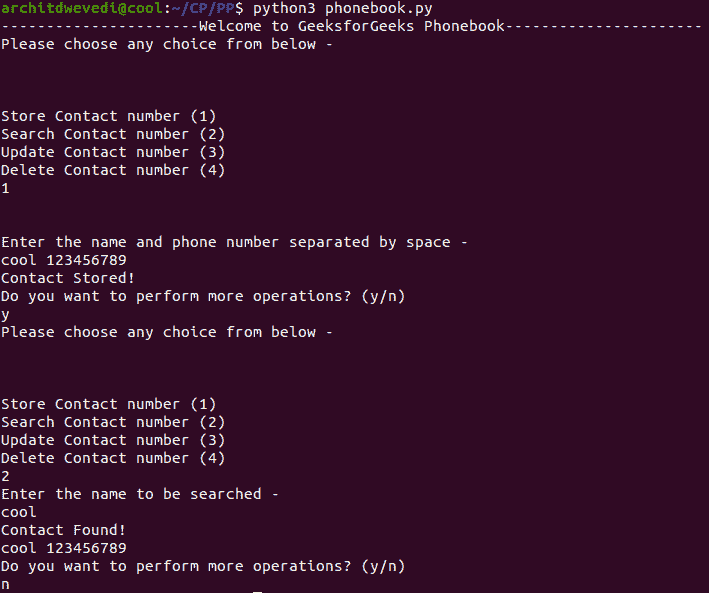 architdwevedi@cool:~/CP/PP$ python3 phonebook.py
----------------------Welcome to GeeksforGeeks Phonebook----------------------
Please choose any choice from below -
Store Contact number (1)
Search Contact number (2)
Update Contact number (3)
Delete Contact number (4)
1
Enter the name and phone number separated by space -
cool 123456789
Contact Stored!
Do you want to perform more operations? (y/n)
y
Please choose any choice from below -
Store Contact number (1)
Search Contact number (2)
Update Contact number (3)
Delete Contact number (4)
2
Enter the name to be searched -
cool
Contact Found!
cool 123456789
Do you want to perform more operations? (y/n)
n